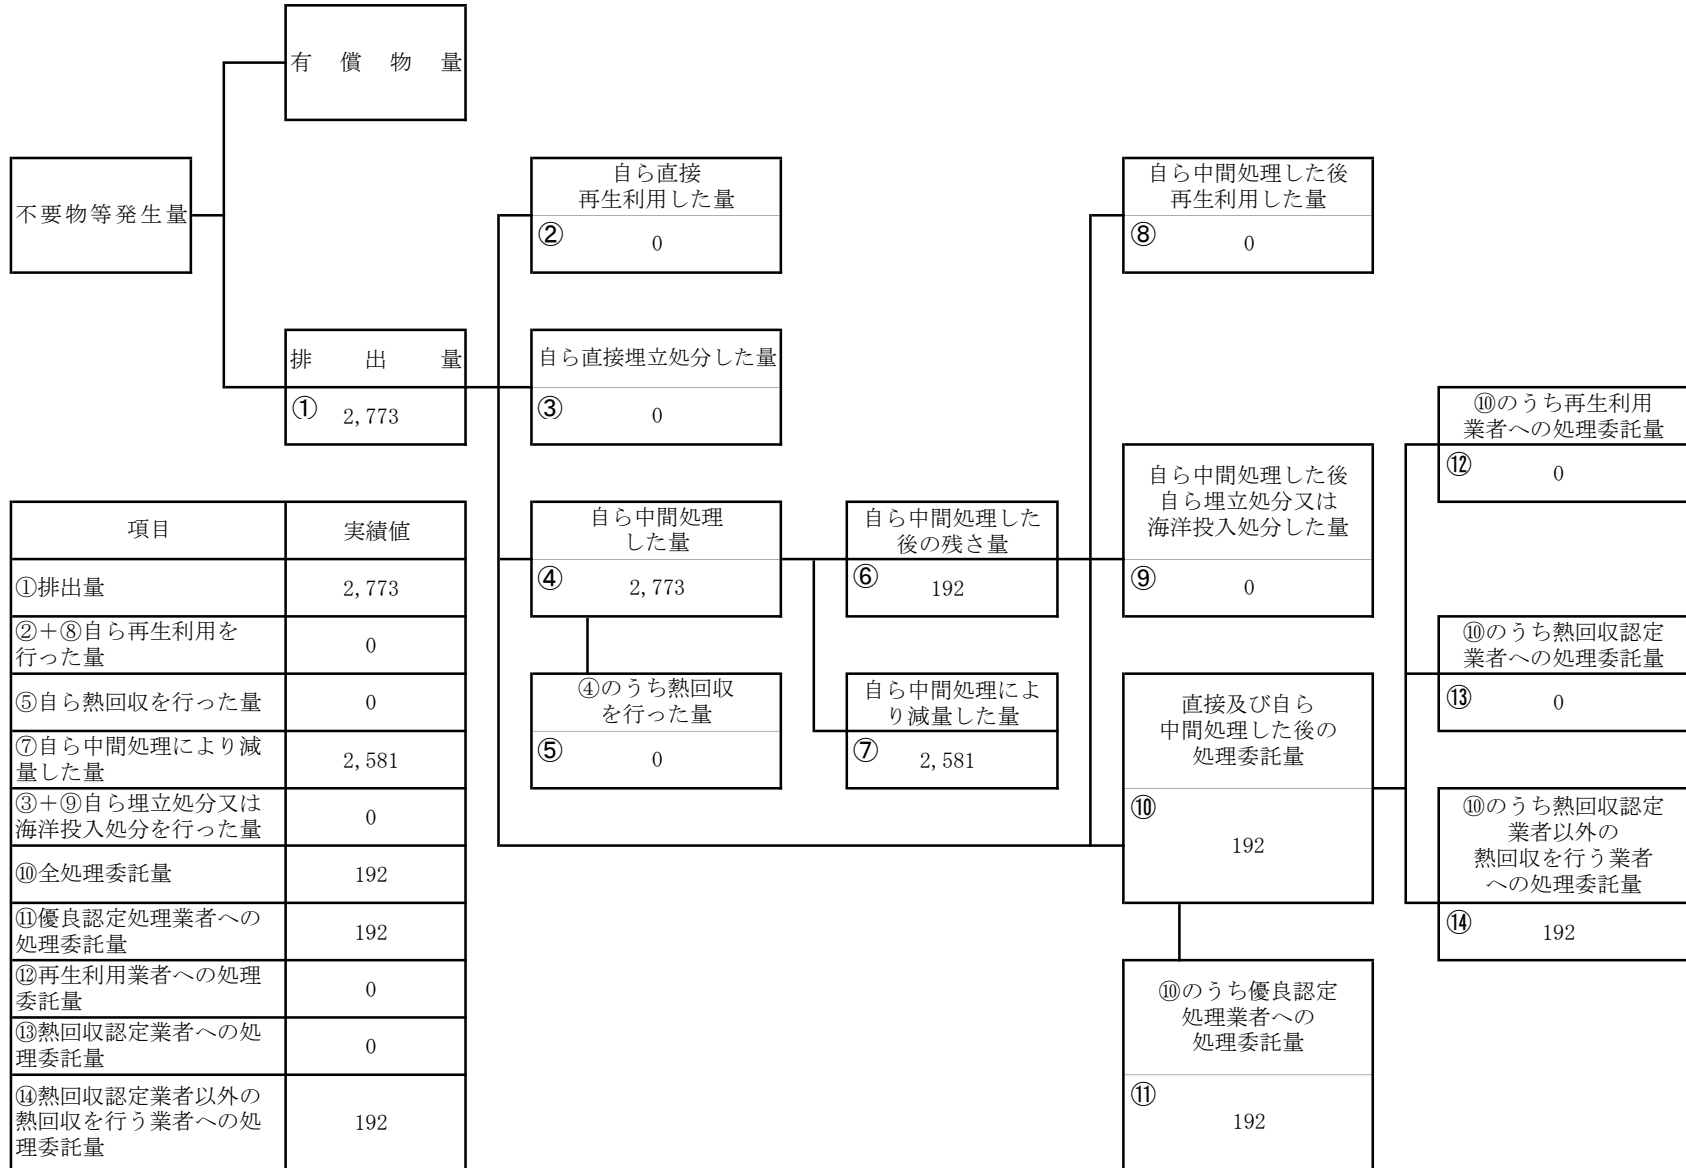 有償物量
不要物等発生量
自ら直接
再生利用した量
② 0
自ら中間処理した後
再生利用した量
⑧ 0
排出量
① 2,773
自ら直接埋立処分した量
③ 0
⑩のうち再生利用
業者への処理委託量
⑫ 0
自ら中間処理した後
自ら埋立処分又は
海洋投入処分した量
⑨ 0
自ら中間処理
した量
④ 2,773
自ら中間処理した
後の残さ量
⑥ 192
⑩のうち熱回収認定
業者への処理委託量
⑬ 0
④のうち熱回収
を行った量
⑤ 0
自ら中間処理によ
り減量した量
⑦ 2,581
直接及び自ら
中間処理した後の
処理委託量
⑩
192
⑩のうち熱回収認定
業者以外の
熱回収を行う業者
への処理委託量
⑭ 192
⑩のうち優良認定
処理業者への
処理委託量
⑪
192
項目 実績値
①排出量 2,773
②＋⑧自ら再生利用を
行った量 0
⑤自ら熱回収を行った量 0
⑦自ら中間処理により減
量した量 2,581
③＋⑨自ら埋立処分又は
海洋投入処分を行った量 0
⑩全処理委託量 192
⑪優良認定処理業者への
処理委託量 192
⑫再生利用業者への処理
委託量 0
⑬熱回収認定業者への処
理委託量 0
⑭熱回収認定業者以外の
熱回収を行う業者への処
理委託量 192